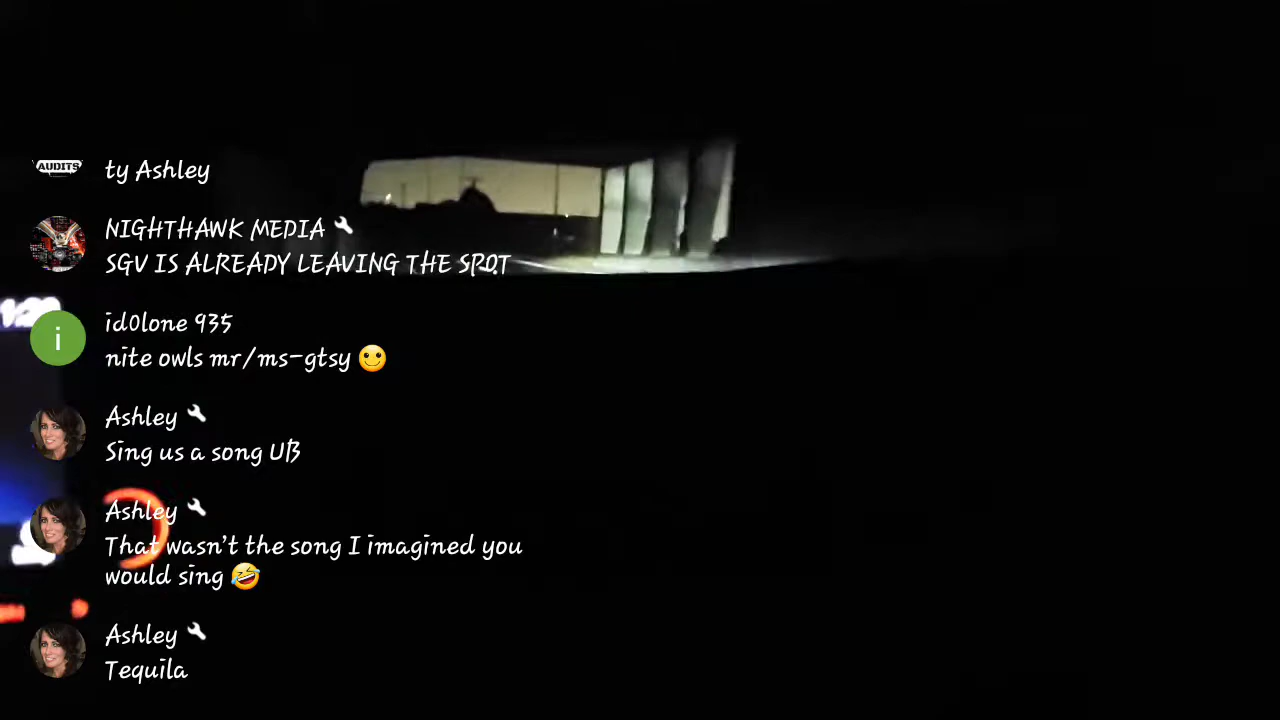 AUDITS
ty Ashley
NIGHTHAWK MEDIA
SGV IS ALREADY LEAVING THE SPOT
id0lone 935
i
nite owls mr/ms-gtsy 🙂
Ashley
Sing us a song UB
Ashley
That wasn't the song I imagined you
would sing 🤣
Ashley
Tequila